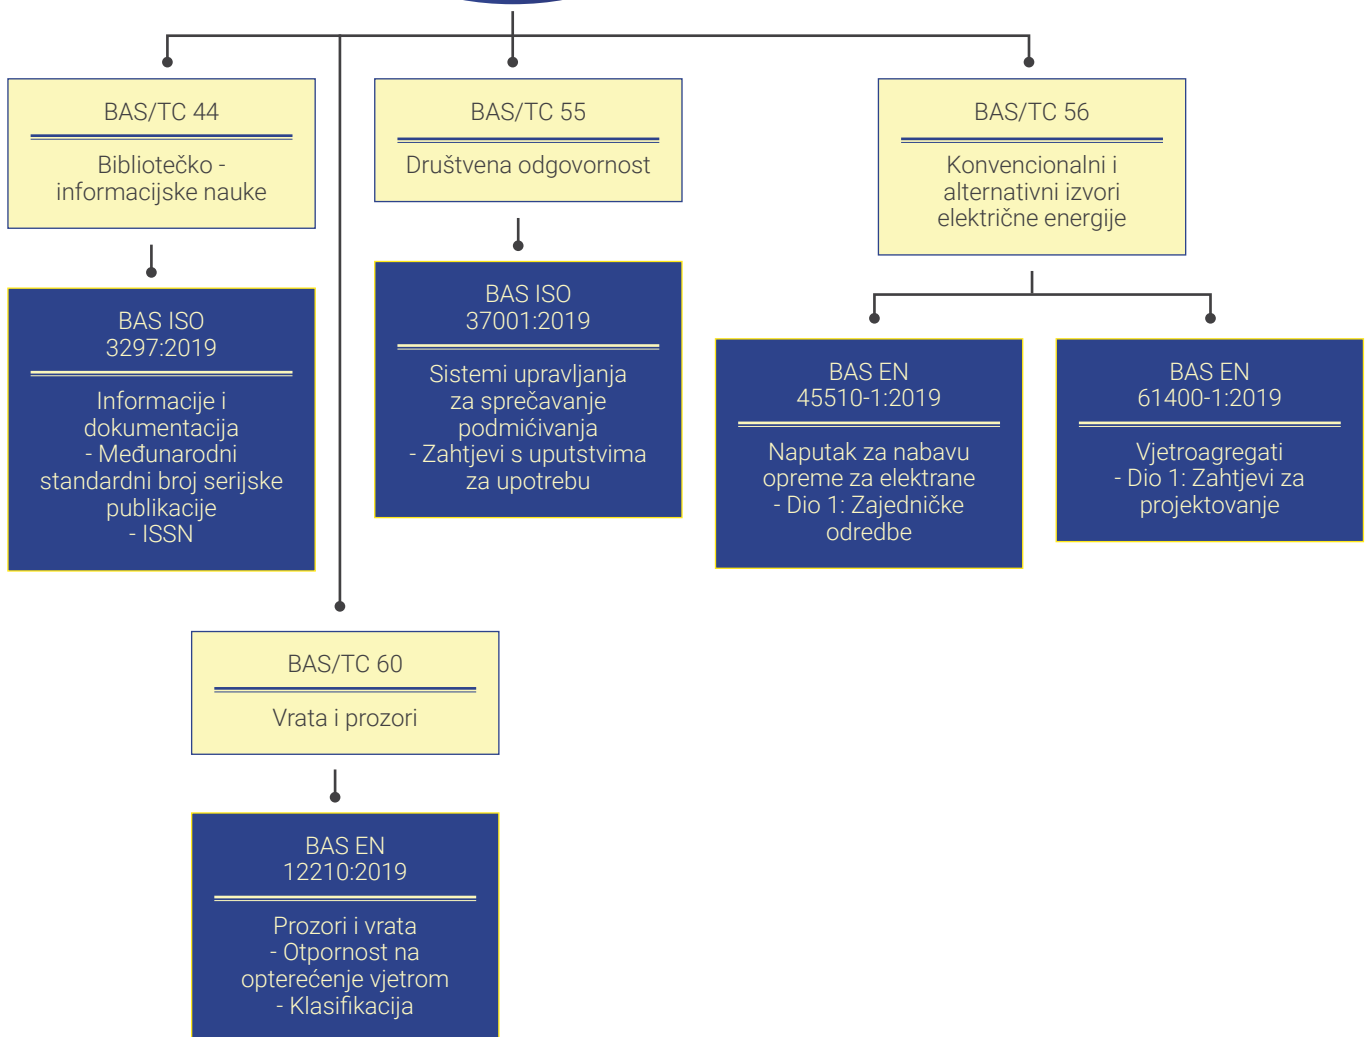 BAS/TC 44
Bibliotečko -
informacijske nauke
BAS ISO
3297:2019
Informacije i
dokumentacija
- Međunarodni
standardni broj serijske
publikacije
- ISSN
BAS/TC 55
Društvena odgovornost
BAS ISO
37001:2019
Sistemi upravljanja
za sprečavanje
podmićivanja
- Zahtjevi s uputstvima
za upotrebu
BAS/TC 56
Konvencionalni i
alternativni izvori
električne energije
BAS EN
45510-1:2019
Naputak za nabavu
opreme za elektrane
- Dio 1: Zajedničke
odredbe
BAS EN
61400-1:2019
Vjetroagregati
- Dio 1: Zahtjevi za
projektovanje
BAS/TC 60
Vrata i prozori
BAS EN
12210:2019
Prozori i vrata
- Otpornost na
opterećenje vjetrom
- Klasifikacija